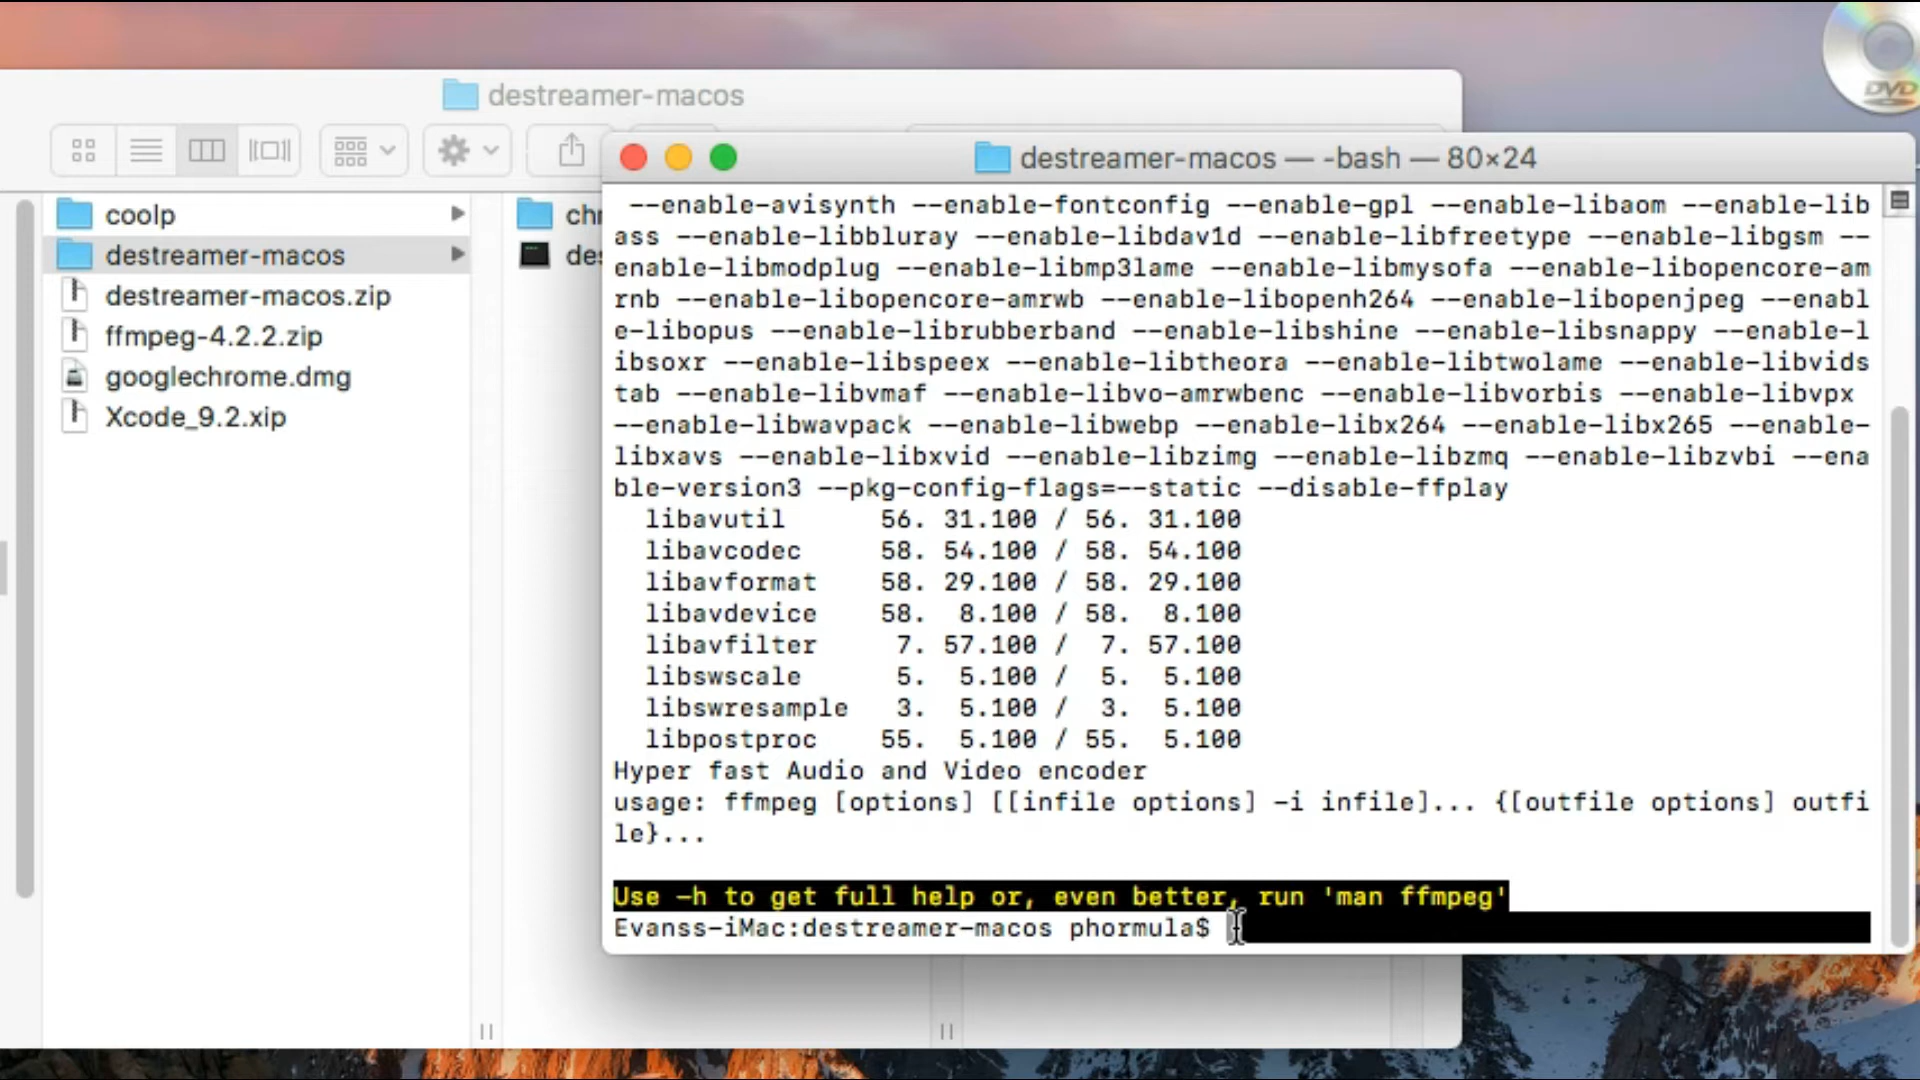 destreamer-macos
coolp
destreamer-macos
destreamer-macos.zip
ffmpeg-4.2.2.zip
googlechrome.dmg
Xcode_9.2.xip
destreamer-macos — -bash — 80×24
--enable-avisynth --enable-fontconfig --enable-gpl --enable-libaom --enable-lib
ass --enable-libbluray --enable-libdav1d --enable-libfreetype --enable-libgsm --
enable-libmodplug --enable-libmp3lame --enable-libmysofa --enable-libopencore-am
rnb --enable-libopencore-amrwb --enable-libopenh264 --enable-libopenjpeg --enabl
e-libopus --enable-librubberband --enable-libshine --enable-libsnappy --enable-l
ibsoxr --enable-libspeex --enable-libtheora --enable-libtwolame --enable-libvids
tab --enable-libvmaf --enable-libvo-amrwbenc --enable-libvorbis --enable-libvpx
--enable-libwavpack --enable-libwebp --enable-libx264 --enable-libx265 --enable-
libxavs --enable-libxvid --enable-libzimg --enable-libzmq --enable-libzvbi --ena
ble-version3 --pkg-config-flags=--static --disable-ffplay
libavutil 56. 31.100 / 56. 31.100
libavcodec 58. 54.100 / 58. 54.100
libavformat 58. 29.100 / 58. 29.100
libavdevice 58. 8.100 / 58. 8.100
libavfilter 7. 57.100 / 7. 57.100
libswscale 5. 5.100 / 5. 5.100
libswresample 3. 5.100 / 3. 5.100
libpostproc 55. 5.100 / 55. 5.100
Hyper fast Audio and Video encoder
usage: ffmpeg [options] [[infile options] -i infile]... {[outfile options] outfi
le}...
Use -h to get full help or, even better, run 'man ffmpeg'
Evanss-iMac:destreamer-macos phormula$
DVD